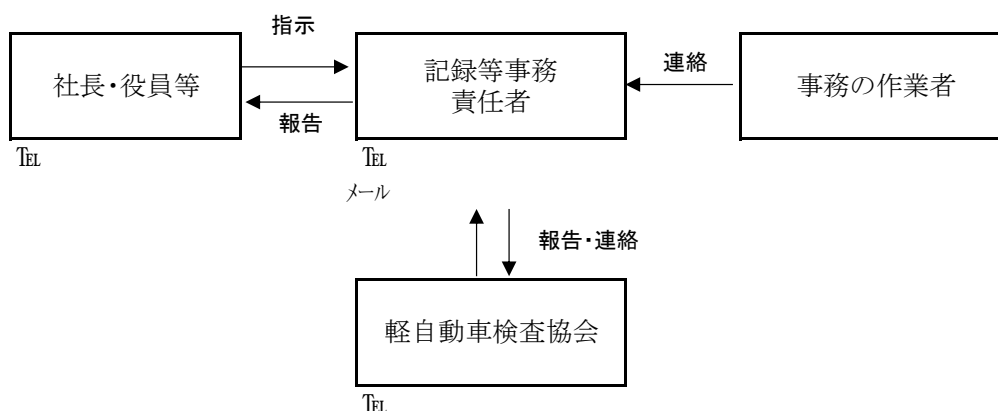 指示
社長・役員等
記録等事務
責任者
連絡
事務の作業者
報告
℡
℡
メール
報告・連絡
軽自動車検査協会
℡